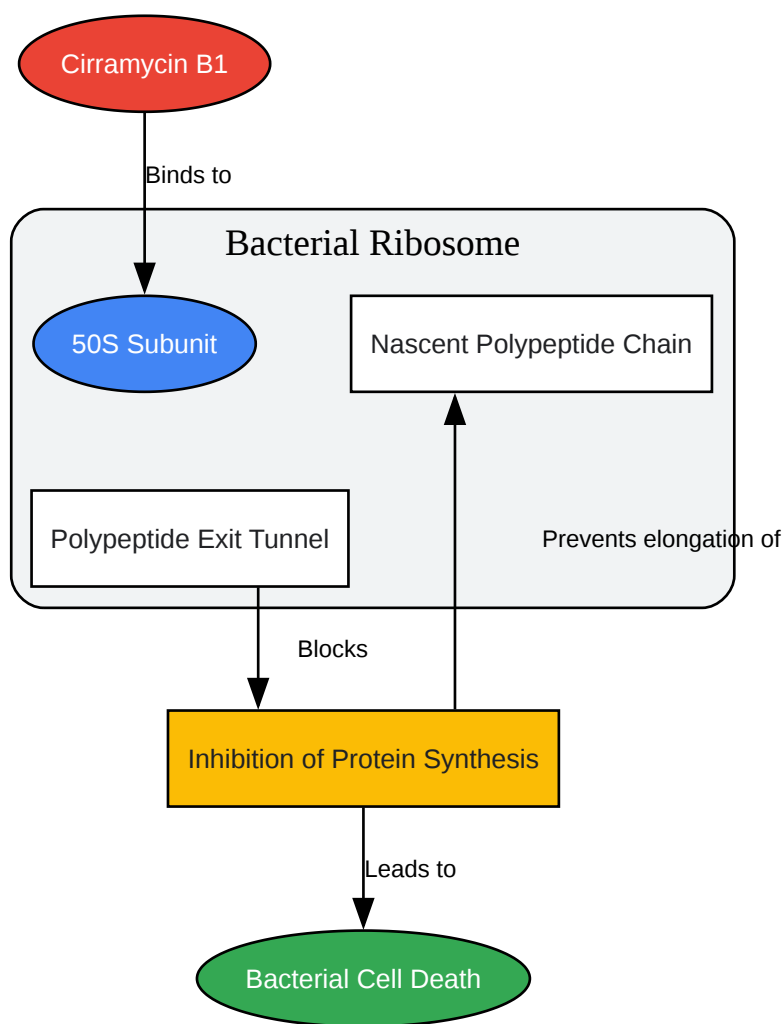 Cirramycin B1
Binds to
Bacterial Ribosome
50S Subunit
Nascent Polypeptide Chain
Polypeptide Exit Tunnel
Prevents elongation of
Blocks
Inhibition of Protein Synthesis
Leads to
Bacterial Cell Death